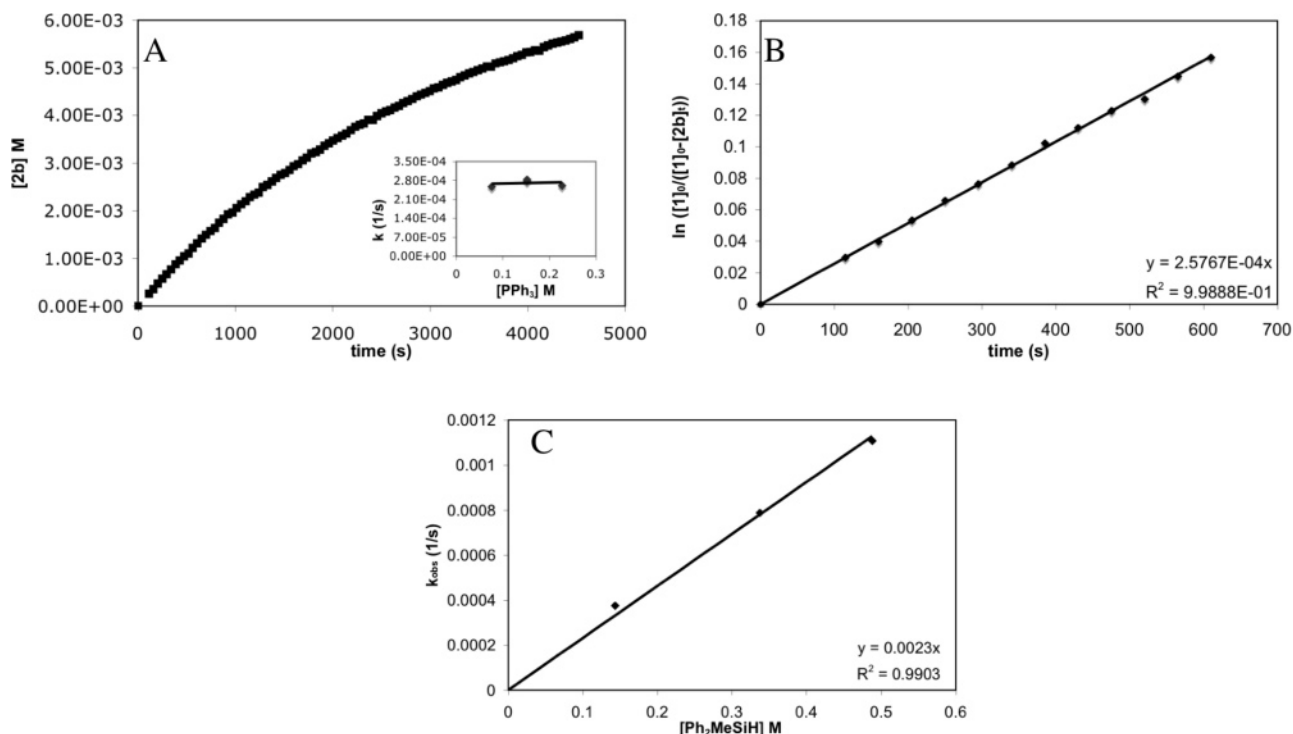 A
6.00E-03
5.00E-03
4.00E-03
3.00E-03
2.00E-03
1.00E-03
0.00E+00
[2b] M
0 1000 2000 3000 4000 5000
time (s)
3.50E-04
2.80E-04
2.10E-04
1.40E-04
7.00E-05
0.00E+00
k (1/s)
0 0.1 0.2 0.3
[PPh₃] M
B
0.18
0.16
0.14
0.12
0.1
0.08
0.06
0.04
0.02
0
ln ([1]₀/([1]₀-[2b]ₜ))
y = 2.5767E-04x
R² = 9.9888E-01
0 100 200 300 400 500 600 700
time (s)
C
0.0012
0.001
0.0008
0.0006
0.0004
0.0002
0
k_obs (1/s)
y = 0.0023x
R² = 0.9903
0 0.1 0.2 0.3 0.4 0.5 0.6
[Ph₂MeSiH] M